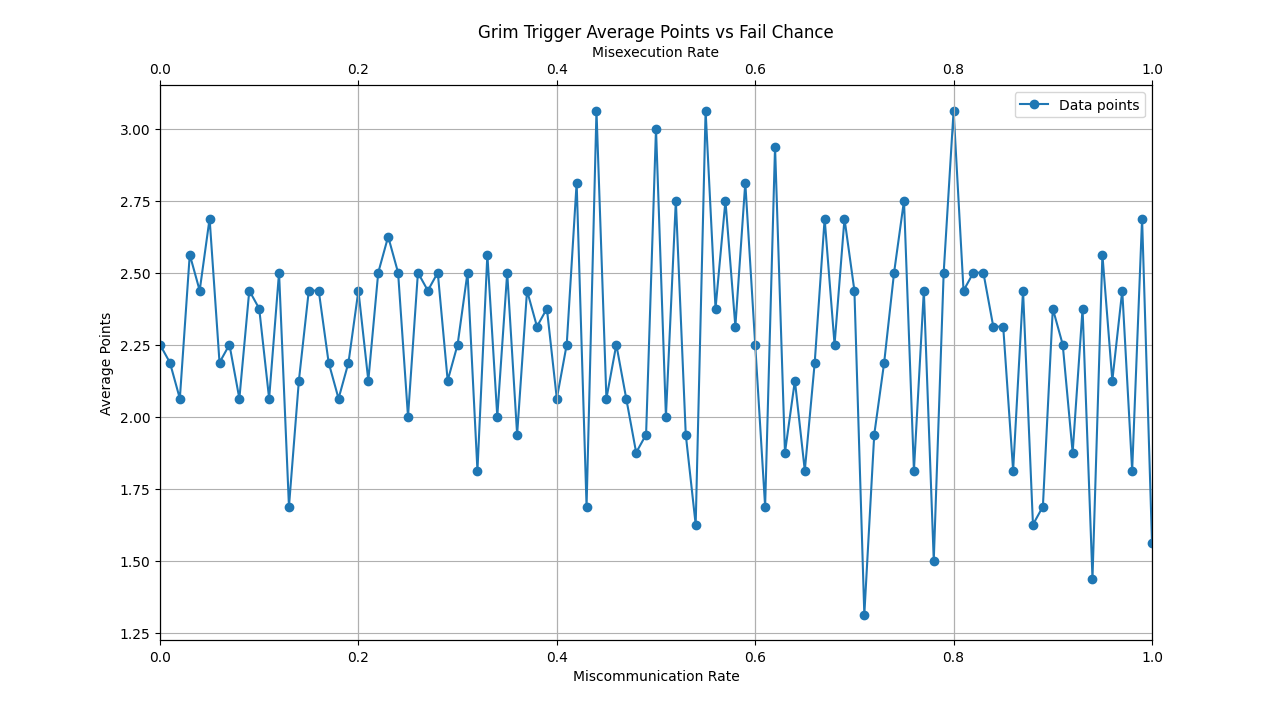 Grim Trigger Average Points vs Fail Chance
Misexecution Rate
0.0 0.2 0.4 0.6 0.8 1.0
Data points
3.00
2.75
2.50
2.25
2.00
1.75
1.50
1.25
Average Points
0.0 0.2 0.4 0.6 0.8 1.0
Miscommunication Rate